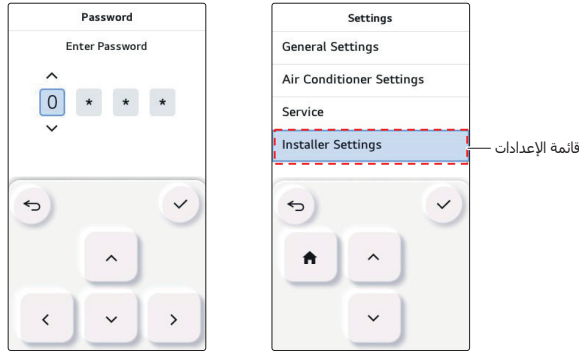 Password
Enter Password
0 * * *
Settings
General Settings
Air Conditioner Settings
Service
Installer Settings
قائمة الإعدادات